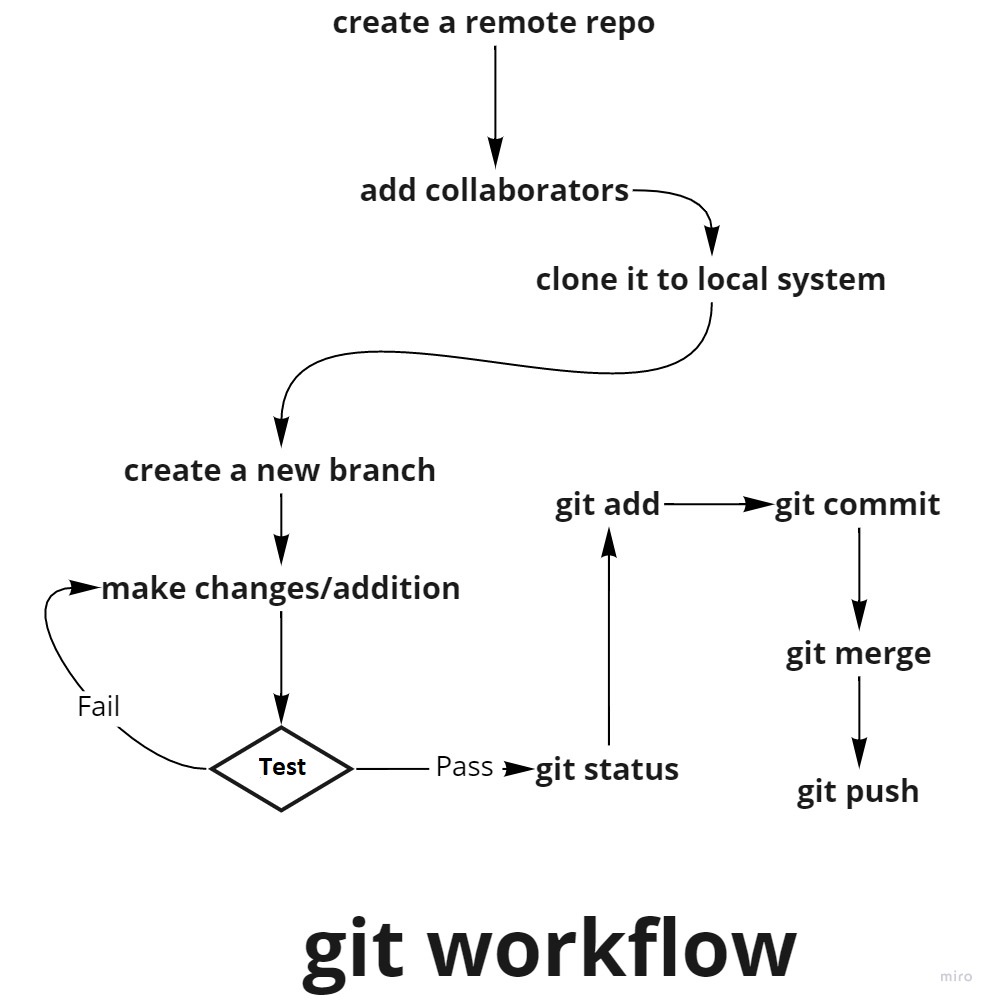 create a remote repo
add collaborators
clone it to local system
create a new branch
make changes/addition
Fail
Test
Pass
git status
git add
git commit
git merge
git push
git workflow
miro